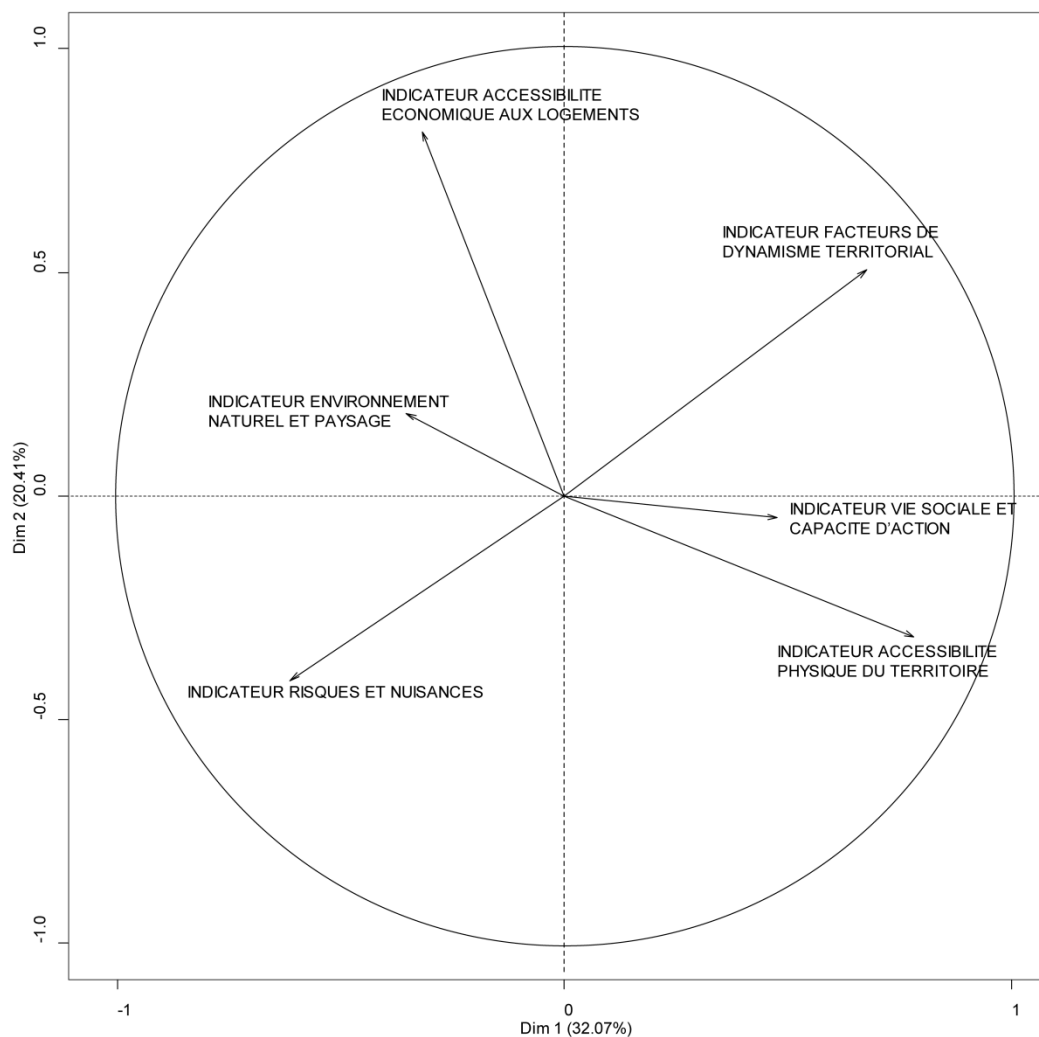 1.0
INDICATEUR ACCESSIBILITE
ECONOMIQUE AUX LOGEMENTS
INDICATEUR FACTEURS DE
DYNAMISME TERRITORIAL
0.5
INDICATEUR ENVIRONNEMENT
NATUREL ET PAYSAGE
Dim 2 (20.41%)
0.0
INDICATEUR VIE SOCIALE ET
CAPACITE D'ACTION
INDICATEUR ACCESSIBILITE
PHYSIQUE DU TERRITOIRE
INDICATEUR RISQUES ET NUISANCES
-0.5
-1.0
-1
0
1
Dim 1 (32.07%)